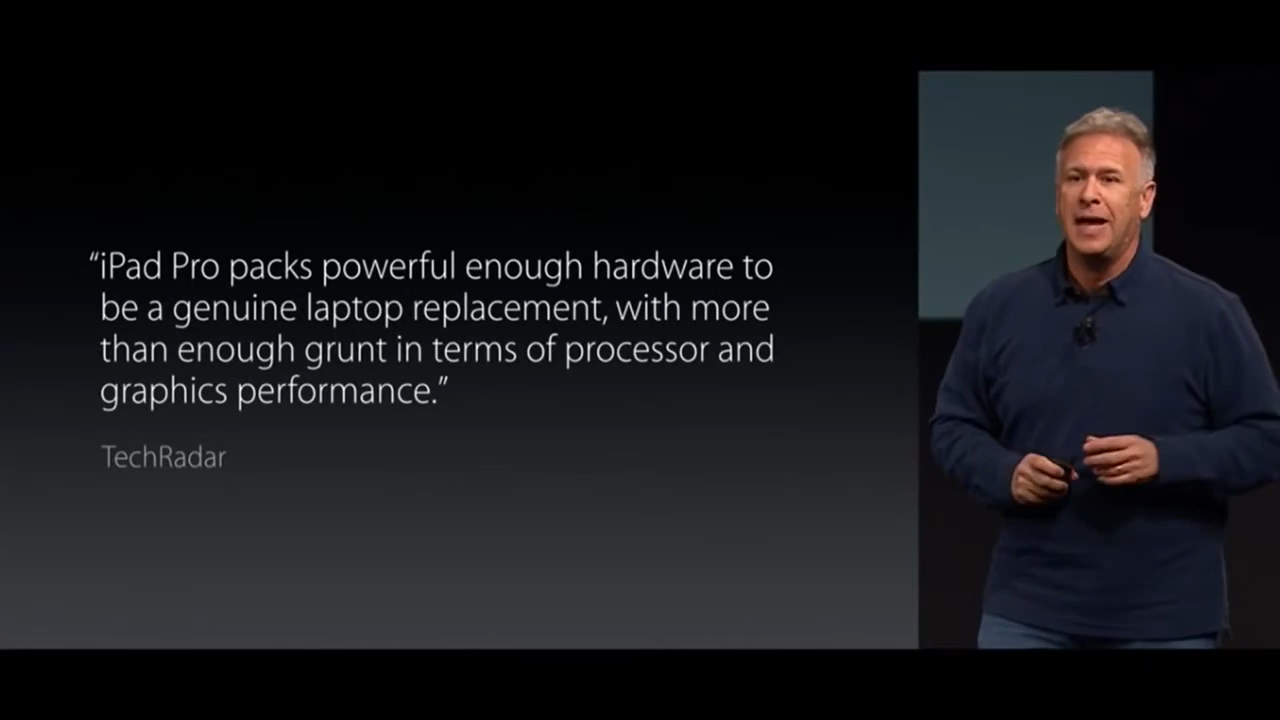 “iPad Pro packs powerful enough hardware to
be a genuine laptop replacement, with more
than enough grunt in terms of processor and
graphics performance.”
TechRadar